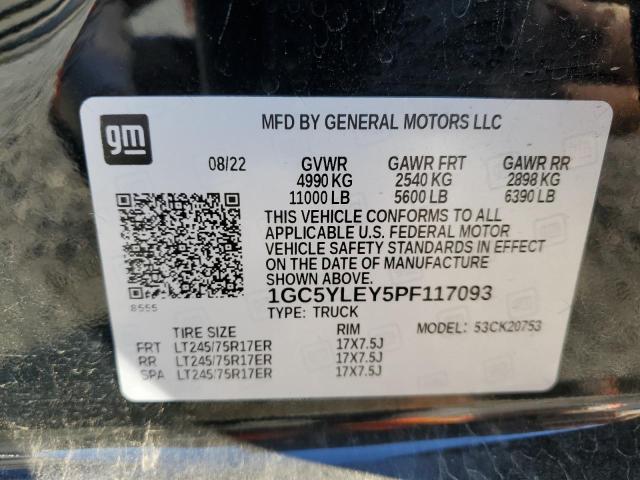 gm
MFD BY GENERAL MOTORS LLC
08/22 GVWR GAWR FRT GAWR RR
4990 KG 2540 KG 2898 KG
11000 LB 5600 LB 6390 LB
THIS VEHICLE CONFORMS TO ALL
APPLICABLE U.S. FEDERAL MOTOR
VEHICLE SAFETY STANDARDS IN EFFECT
ON THE DATE OF MANUFACTURE
SHOWN ABOVE.
1GC5YLEY5PF117093
8555
TYPE: TRUCK MODEL: 53CK20753
TIRE SIZE RIM
FRT LT245/75R17ER 17X7.5J
RR LT245/75R17ER 17X7.5J
SPA LT245/75R17ER 17X7.5J